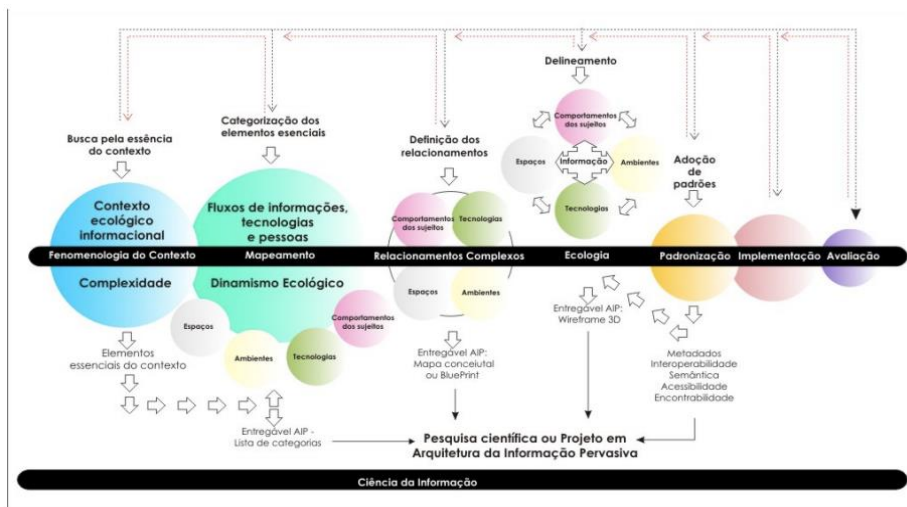 Delineamento
Busca pela essência
do contexto
Categorização dos
elementos esenciais
Definição dos
relacionamentos
Adoção
de
padrões
Comportamentos
dos sujeitos
Espaços
Informação
Ambientes
Tecnologias
Contexto
ecológico
informacional
Fluxos de informações,
tecnologias
e pessoas
Comportamentos
dos sujeitos
Tecnologias
Fenomenologia do Contexto
Mapeamento
Relacionamentos Complexos
Ecologia
Padronização
Implementação
Avaliação
Complexidade
Dinamismo Ecológico
Espaços
Ambientes
Espaços
Ambientes
Tecnologias
Comportamentos
dos sujeitos
Elementos
essenciais do contexto
Entregável AIP -
Lista de categorias
Entregável AIP:
Mapa conceiutal
ou BluePrint
Entregável AIP:
Wireframe 3D
Metadados
Interoperabilidade
Semântica
Acessibilidade
Encontrabilidade
Pesquisa científica ou Projeto em
Arquitetura da Informação Pervasiva
Ciência da Informação